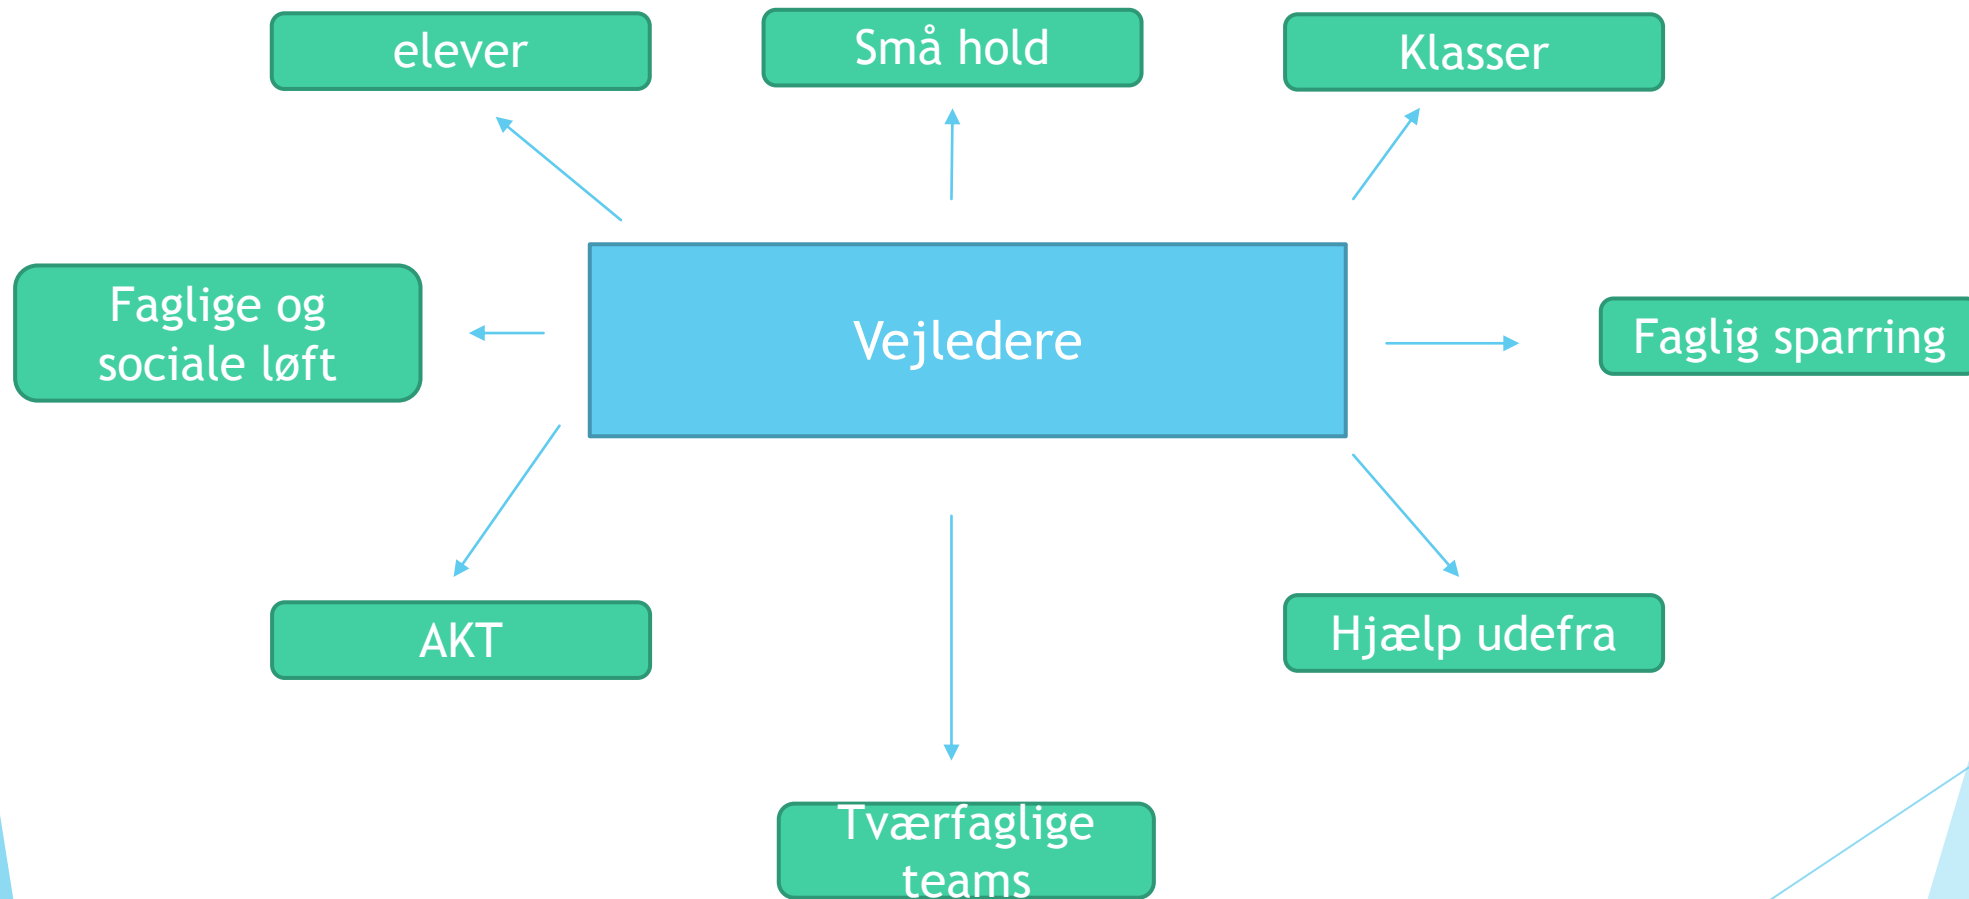 elever
Små hold
Klasser
Faglige og
sociale løft
Vejledere
Faglig sparring
AKT
Hjælp udefra
Tværfaglige
teams